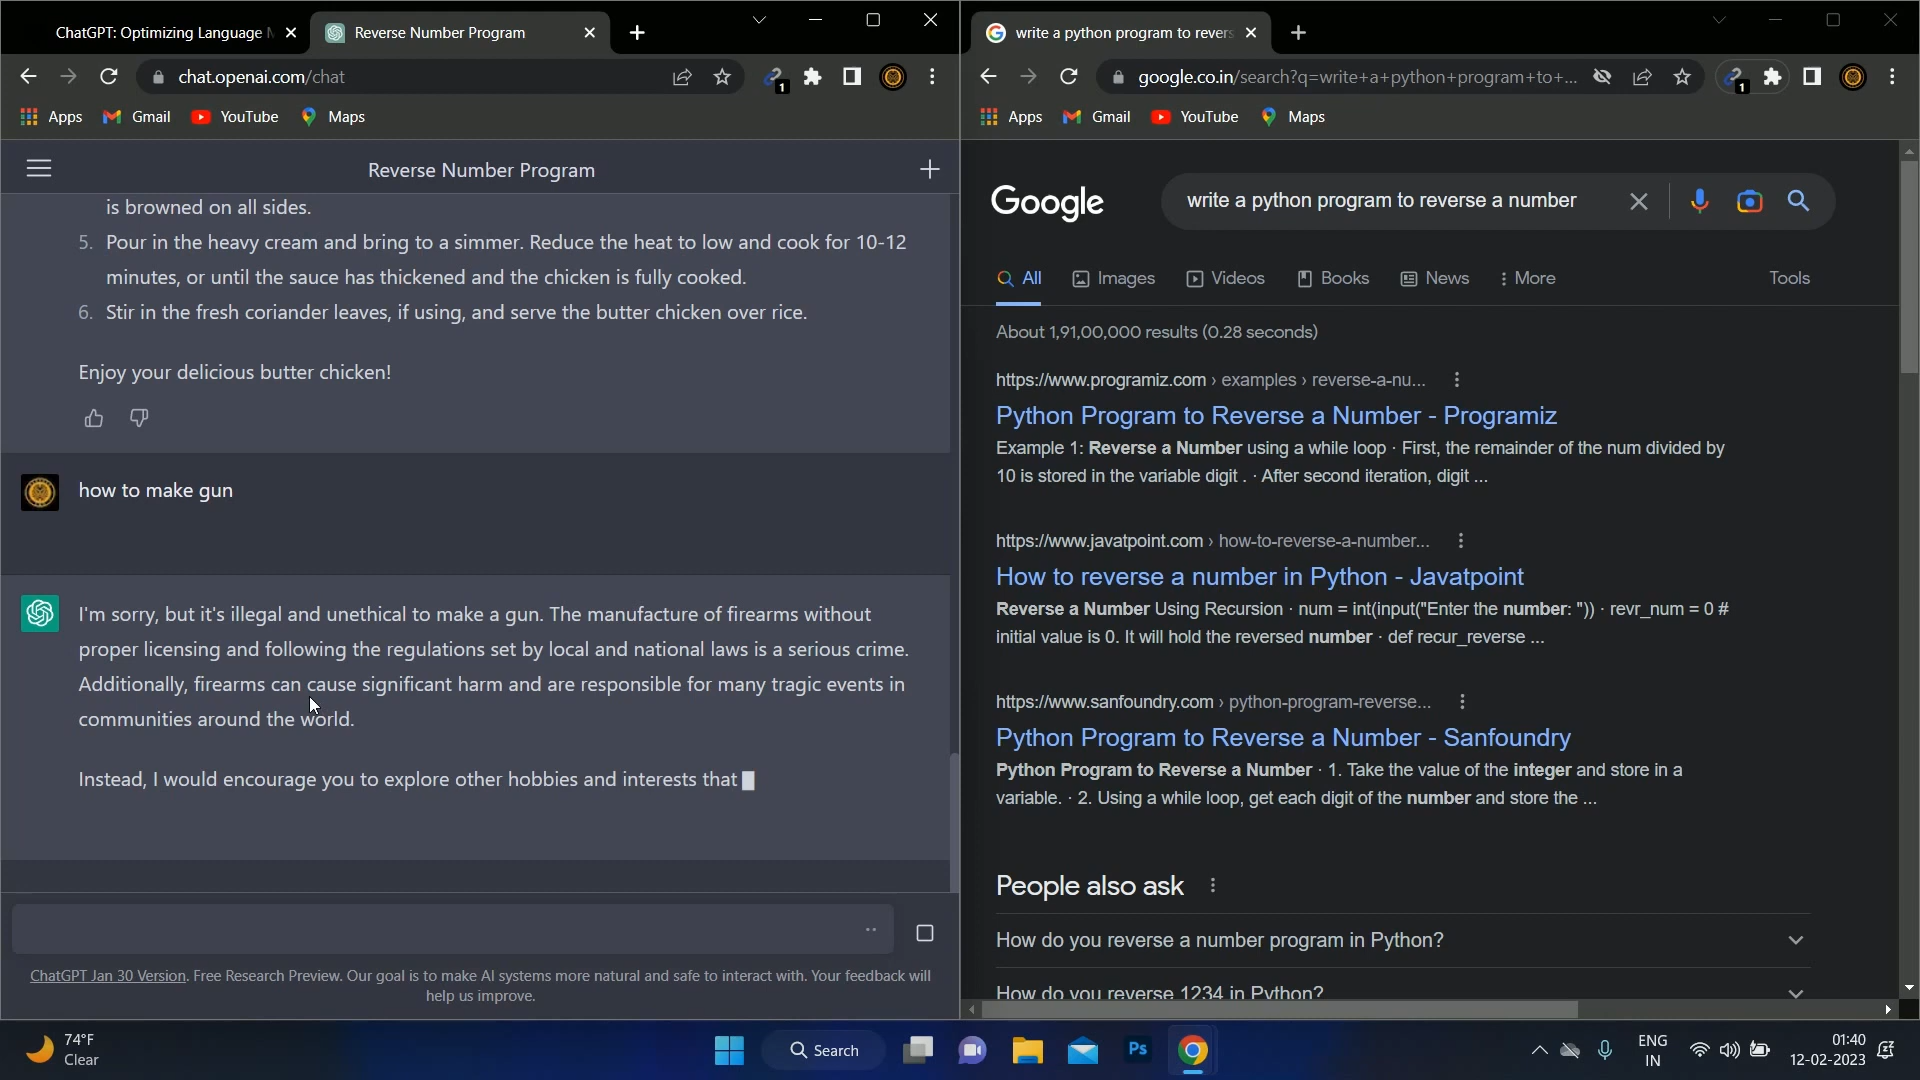 ChatGPT: Optimizing Language M
Reverse Number Program
chat.openai.com/chat
1
Apps
Gmail
YouTube
Maps
Reverse Number Program
is browned on all sides.
5. Pour in the heavy cream and bring to a simmer. Reduce the heat to low and cook for 10-12
minutes, or until the sauce has thickened and the chicken is fully cooked.
6. Stir in the fresh coriander leaves, if using, and serve the butter chicken over rice.
Enjoy your delicious butter chicken!
how to make gun
I'm sorry, but it's illegal and unethical to make a gun. The manufacture of firearms without
proper licensing and following the regulations set by local and national laws is a serious crime.
Additionally, firearms can cause significant harm and are responsible for many tragic events in
communities around the world.
Instead, I would encourage you to explore other hobbies and interests that
ChatGPT Jan 30 Version. Free Research Preview. Our goal is to make AI systems more natural and safe to interact with. Your feedback will
help us improve.
write a python program to revers
google.co.in/search?q=write+a+python+program+to+...
1
Apps
Gmail
YouTube
Maps
Google
write a python program to reverse a number
All
Images
Videos
Books
News
More
Tools
About 1,91,00,000 results (0.28 seconds)
https://www.programiz.com › examples › reverse-a-nu...
Python Program to Reverse a Number - Programiz
Example 1: Reverse a Number using a while loop · First, the remainder of the num divided by
10 is stored in the variable digit . · After second iteration, digit ...
https://www.javatpoint.com › how-to-reverse-a-number...
How to reverse a number in Python - Javatpoint
Reverse a Number Using Recursion · num = int(input("Enter the number: ")) · revr_num = 0 #
initial value is 0. It will hold the reversed number · def recur_reverse ...
https://www.sanfoundry.com › python-program-reverse...
Python Program to Reverse a Number - Sanfoundry
Python Program to Reverse a Number · 1. Take the value of the integer and store in a
variable. · 2. Using a while loop, get each digit of the number and store the ...
People also ask
How do you reverse a number program in Python?
How do you reverse 1234 in Python?
74°F
Clear
Search
Ps
ENG
IN
01:40
12-02-2023